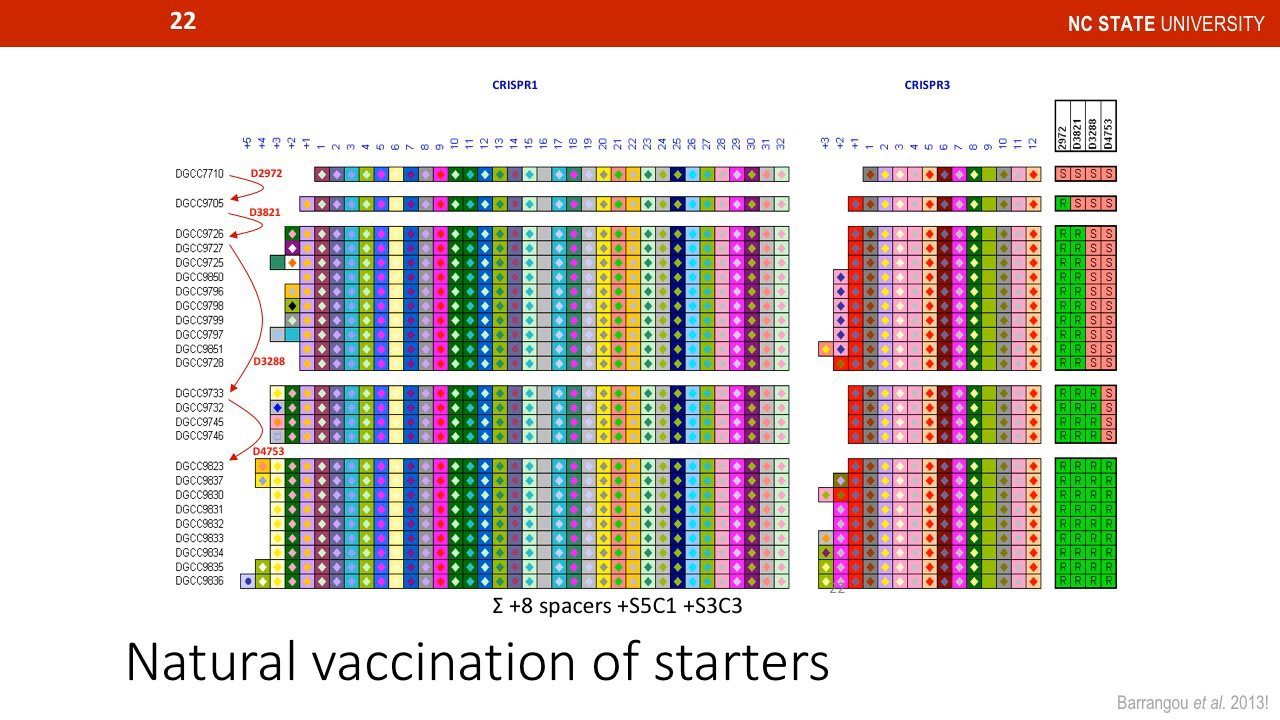 22
NC STATE UNIVERSITY
CRISPR1
CRISPR3
+5 +4 +3 +2 +1 1 2 3 4 5 6 7 8 9 10 11 12 13 14 15 16 17 18 19 20 21 22 23 24 25 26 27 28 29 30 31 32
+3 +2 +1 1 2 3 4 5 6 7 8 9 10 11 12
2972 D3821 D3288 D4753
DGCC7710 D2972 S S S S
DGCC9705 R S S S
D3821
DGCC9726 R R S S
DGCC9727 R R S S
DGCC9725 R R S S
DGCC9850 R R S S
DGCC9796 R R S S
DGCC9798 R R S S
DGCC9799 R R S S
DGCC9797 R R S S
DGCC9851 R R S S
DGCC9728 D3288 R R S S
DGCC9733 R R R S
DGCC9732 R R R S
DGCC9745 R R R S
DGCC9746 R R R S
D4753
DGCC9823 R R R R
DGCC9837 R R R R
DGCC9830 R R R R
DGCC9831 R R R R
DGCC9832 R R R R
DGCC9833 R R R R
DGCC9834 R R R R
DGCC9835 R R R R
DGCC9836 R R R R
22
Σ +8 spacers +S5C1 +S3C3
Natural vaccination of starters
Barrangou et al. 2013!